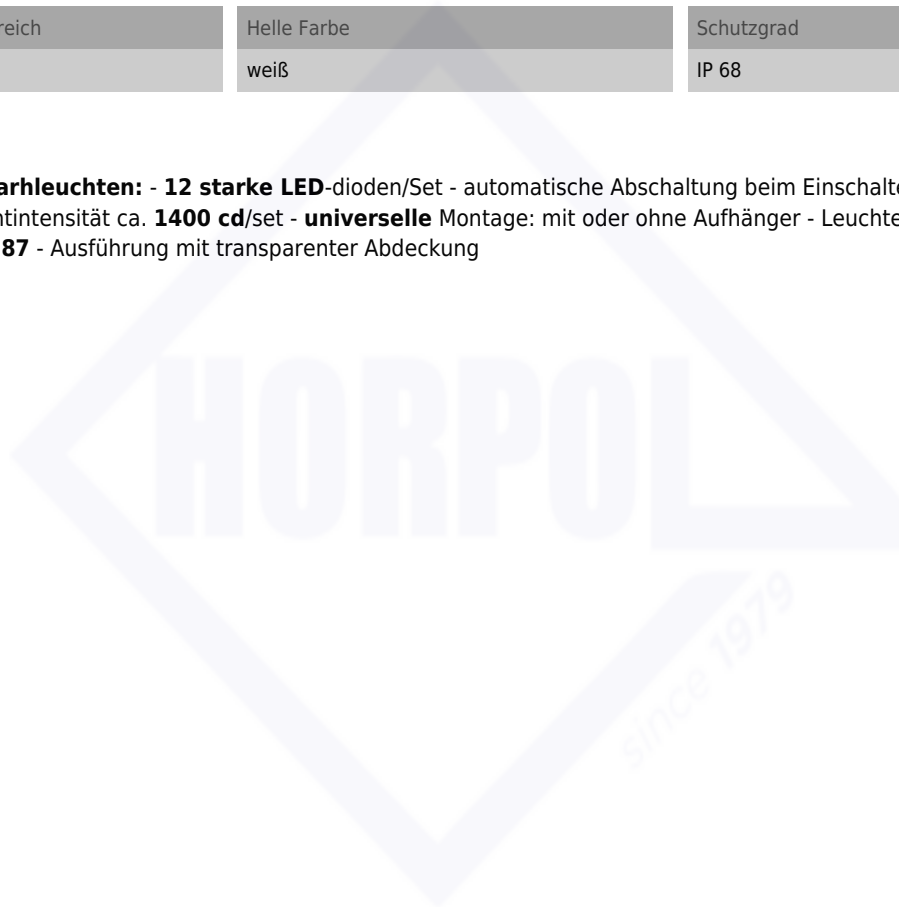 reich Helle Farbe Schutzgrad
weiß IP 68
arhleuchten: - 12 starke LED-dioden/Set - automatische Abschaltung beim Einschalte
ntintensität ca. 1400 cd/set - universelle Montage: mit oder ohne Aufhänger - Leuchte
87 - Ausführung mit transparenter Abdeckung
HORPOL
since 1979